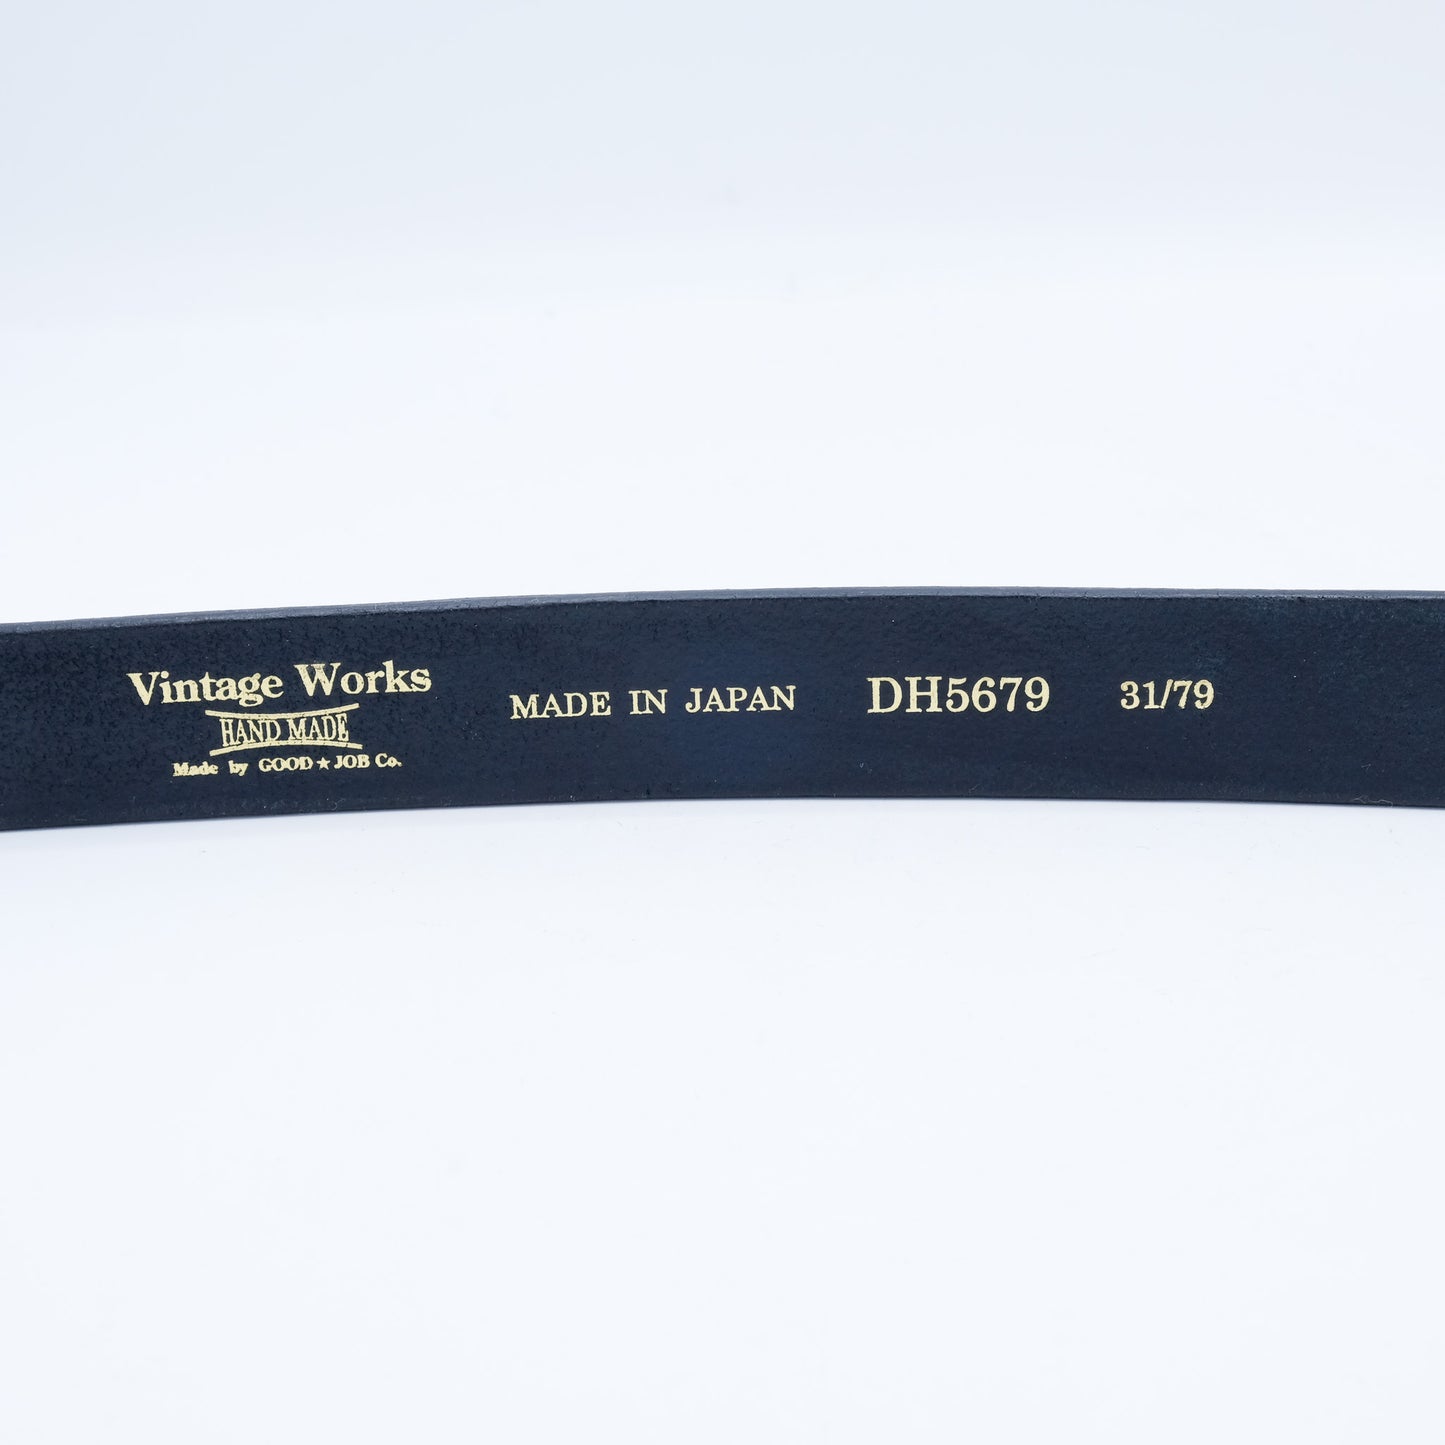 Vintage Works
HAND MADE
Made by GOOD★JOB Co.
MADE IN JAPAN
DH5679
31/79